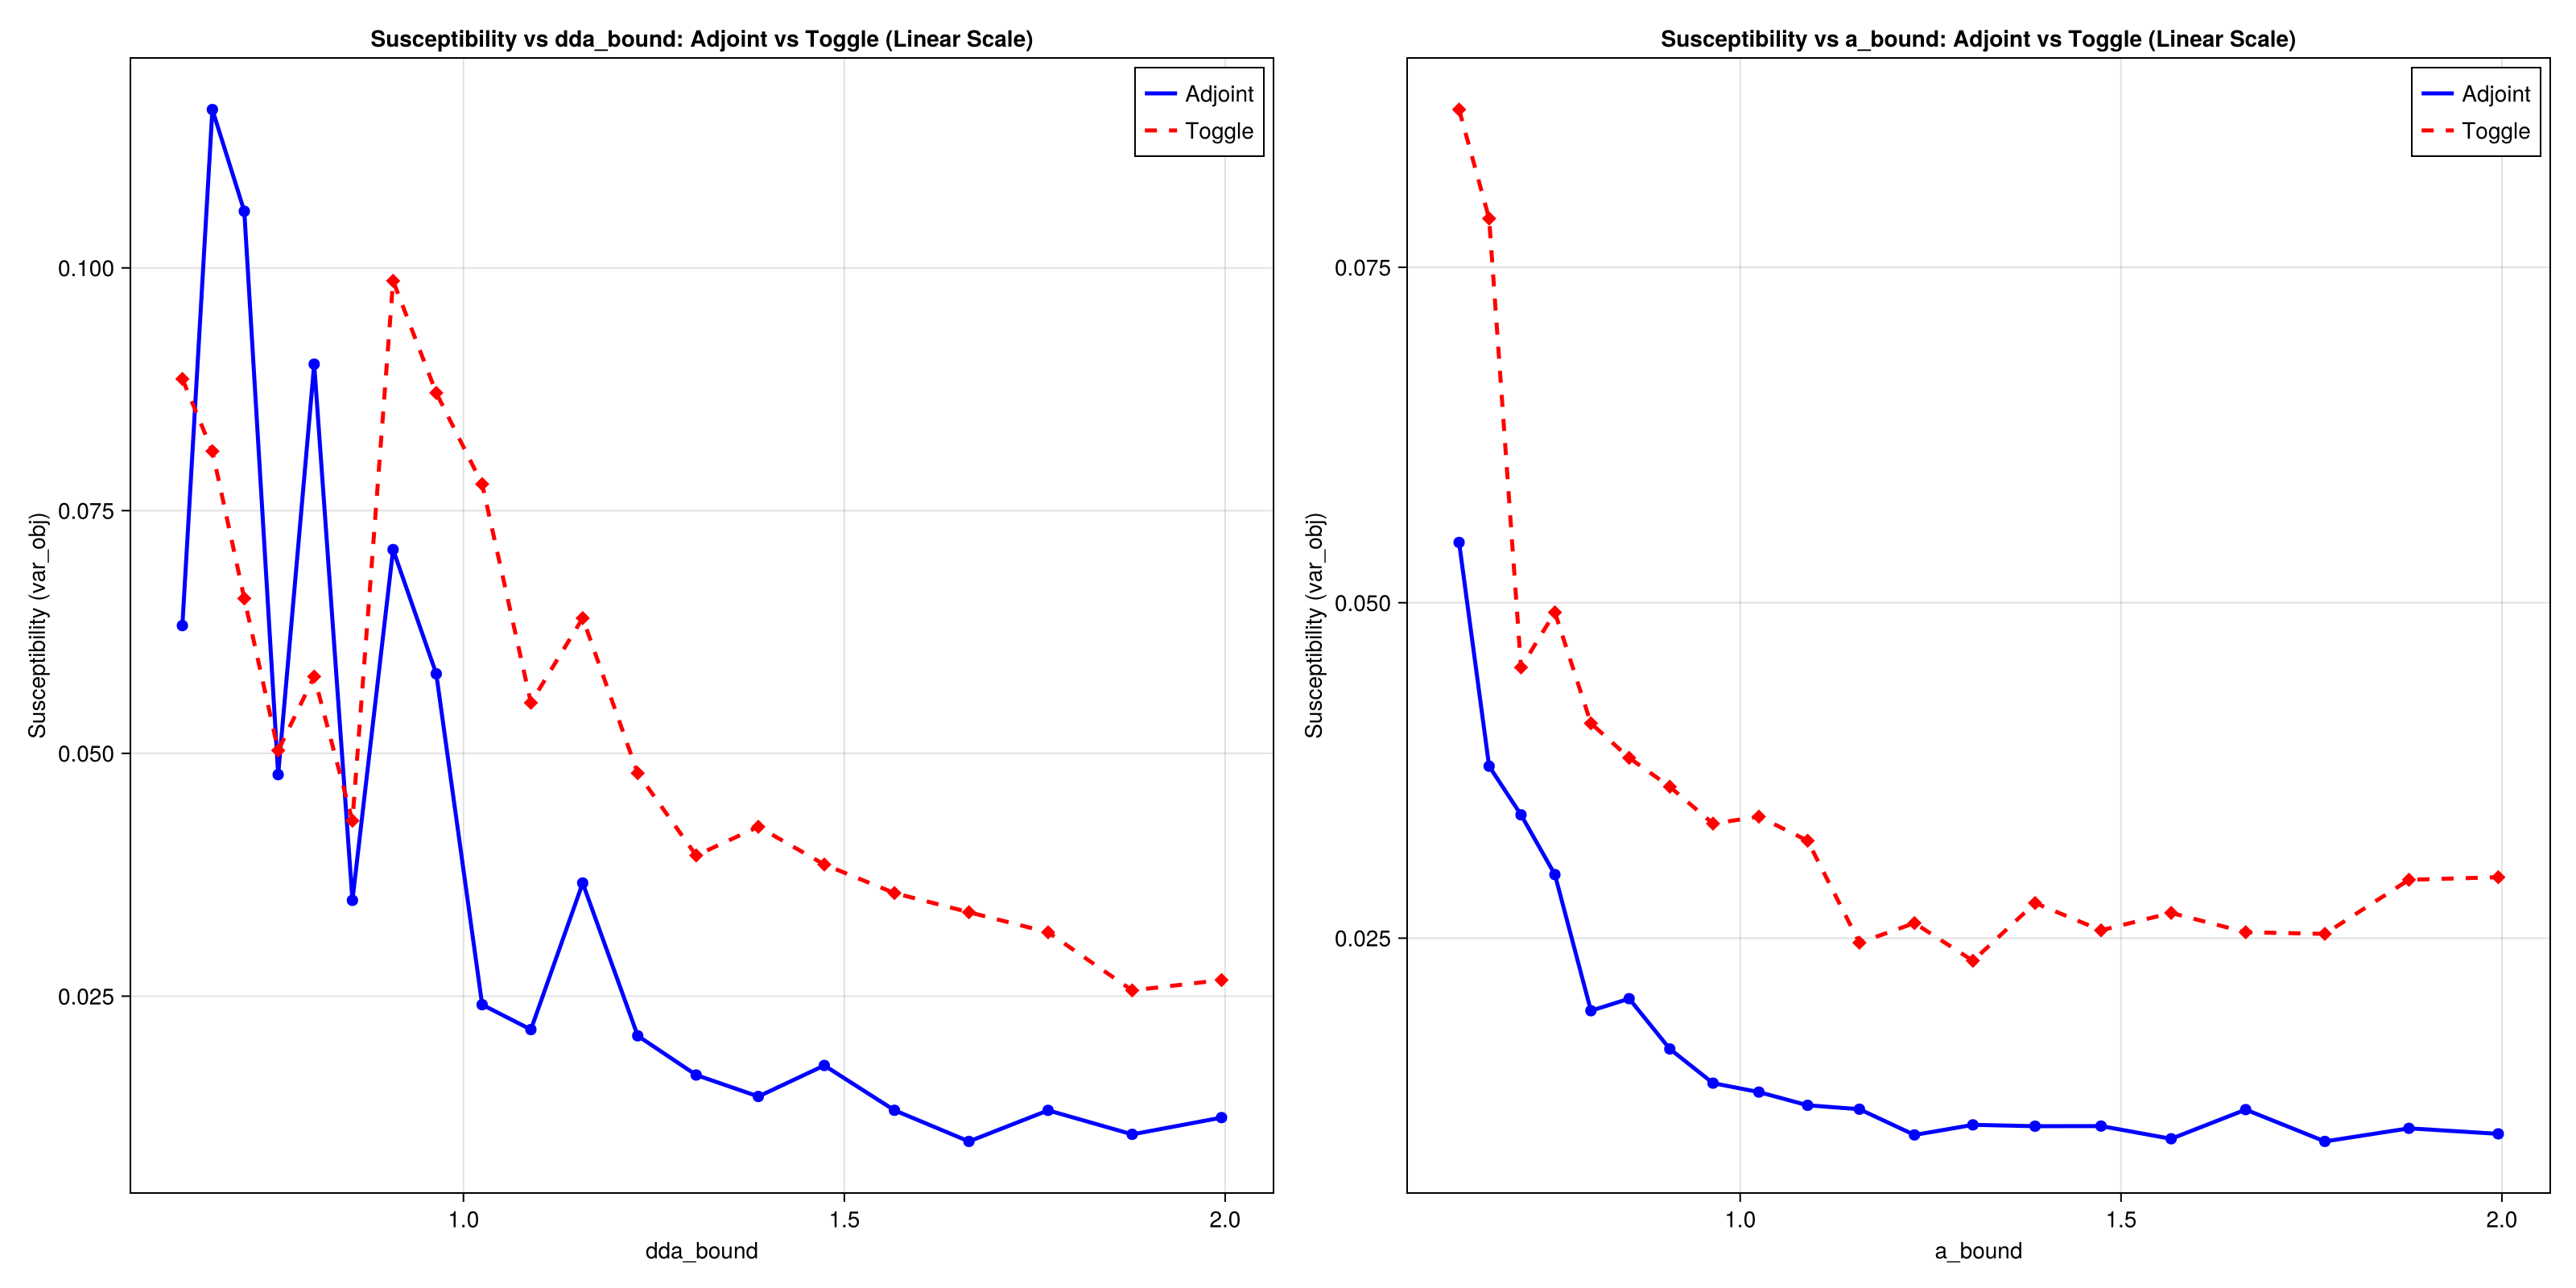 Susceptibility vs dda_bound: Adjoint vs Toggle (Linear Scale)
Adjoint
Toggle
0.100
0.075
0.050
0.025
Susceptibility (var_obj)
1.0
1.5
2.0
dda_bound
Susceptibility vs a_bound: Adjoint vs Toggle (Linear Scale)
Adjoint
Toggle
0.075
0.050
0.025
Susceptibility (var_obj)
1.0
1.5
2.0
a_bound